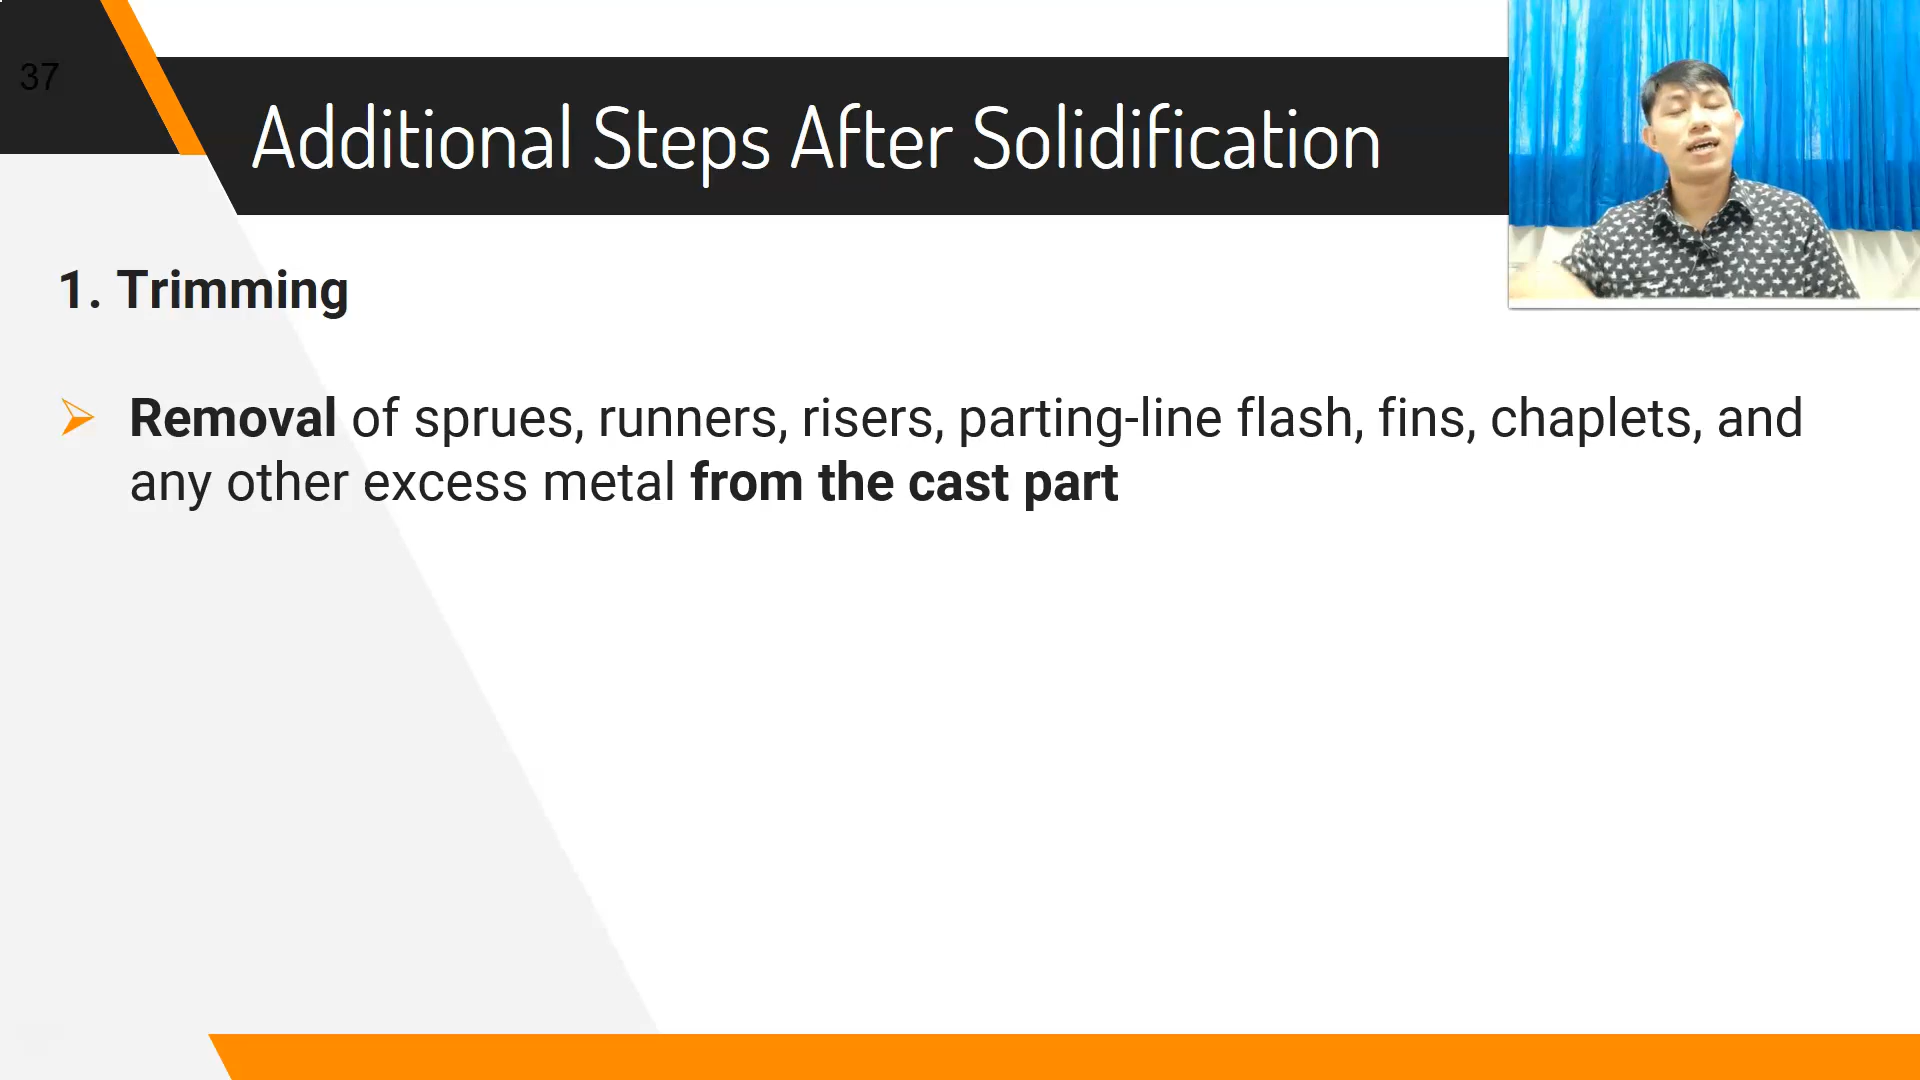 37
Additional Steps After Solidification
1. Trimming
Removal of sprues, runners, risers, parting-line flash, fins, chaplets, and
any other excess metal from the cast part